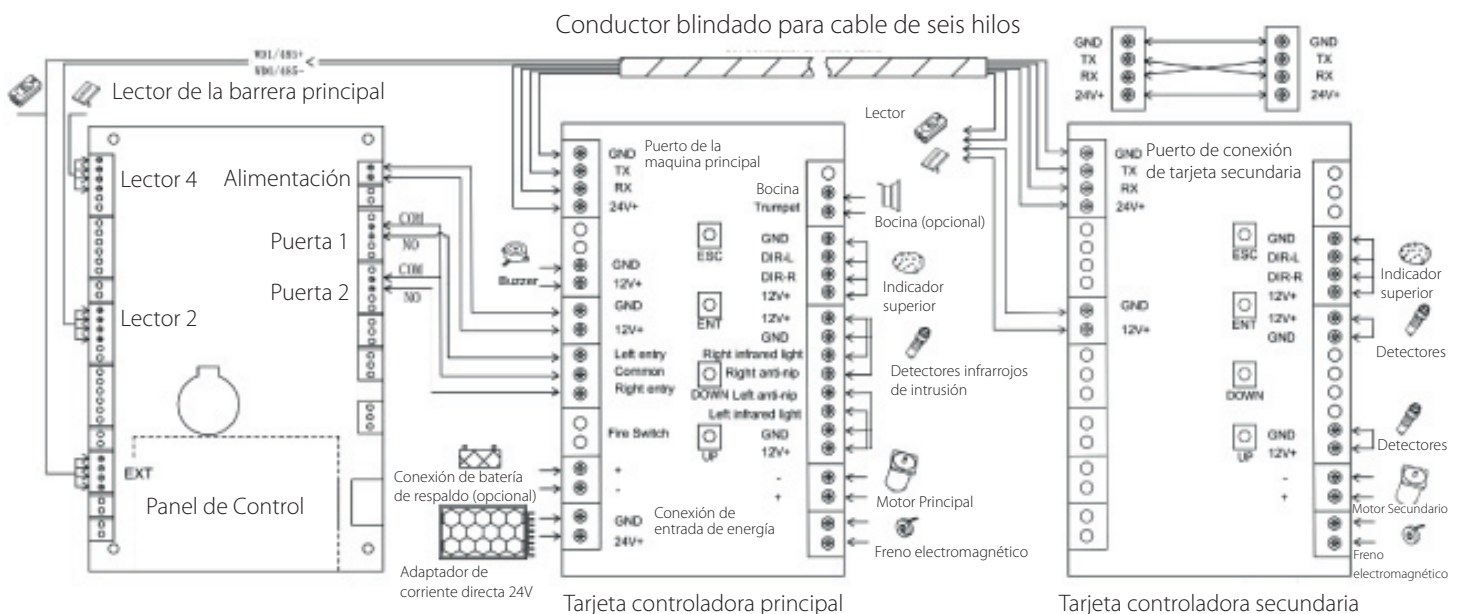 Conductor blindado para cable de seis hilos
WD1/485+
WD0/485-
Lector de la barrera principal
Lector 4
Alimentación
COM
Puerta 1
NO
COM
Puerta 2
NO
Lector 2
EXT
Panel de Control
GND
TX
RX
24V+
Puerto de la
maquina principal
Buzzer
GND
12V+
GND
12V+
Left entry
Common
Right entry
Fire Switch
Conexión de batería
de respaldo (opcional)
+
-
Conexión de
entrada de energía
GND
24V+
Adaptador de
corriente directa 24V
ESC
ENT
DOWN
UP
Bocina
Trumpet
Bocina (opcional)
GND
DIR-L
DIR-R
12V+
Indicador
superior
12V+
GND
Right infrared light
Right anti-nip
Left anti-nip
Left infrared light
GND
12V+
Detectores infrarrojos
de intrusión
-
+
Motor Principal
Freno electromagnético
Tarjeta controladora principal
Lector
GND
TX
RX
24V+
GND
TX
RX
24V+
GND
TX
RX
24V+
Puerto de conexión
de tarjeta secundaria
GND
12V+
ESC
ENT
DOWN
UP
GND
DIR-L
DIR-R
12V+
Indicador
superior
12V+
GND
Detectores
GND
12V+
Detectores
-
+
Motor Secundario
Freno
electromagnético
Tarjeta controladora secundaria